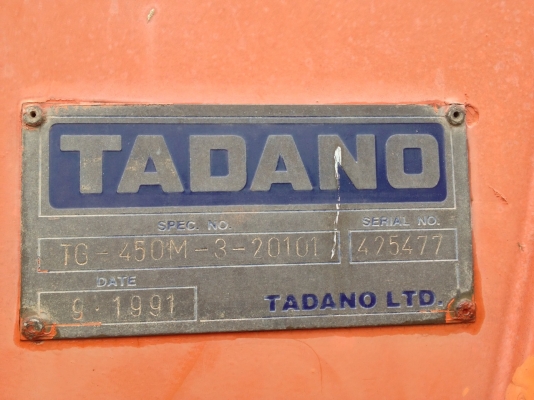 TADANO
SPEC. NO. SERIAL NO.
TG-450M-3-20101 425477
DATE
9.1991 TADANO LTD.